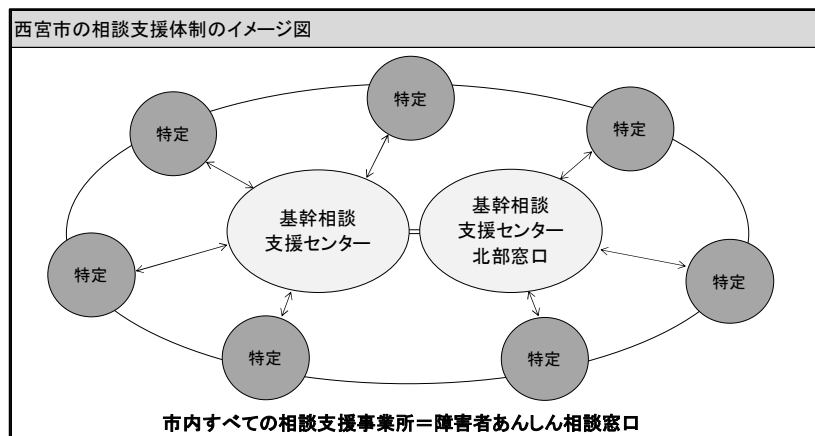 西宮市の相談支援体制のイメージ図
特定
特定
特定
基幹相談
支援センター
基幹相談
支援センター
北部窓口
特定
特定
特定
特定
市内すべての相談支援事業所=障害者あんしん相談窓口